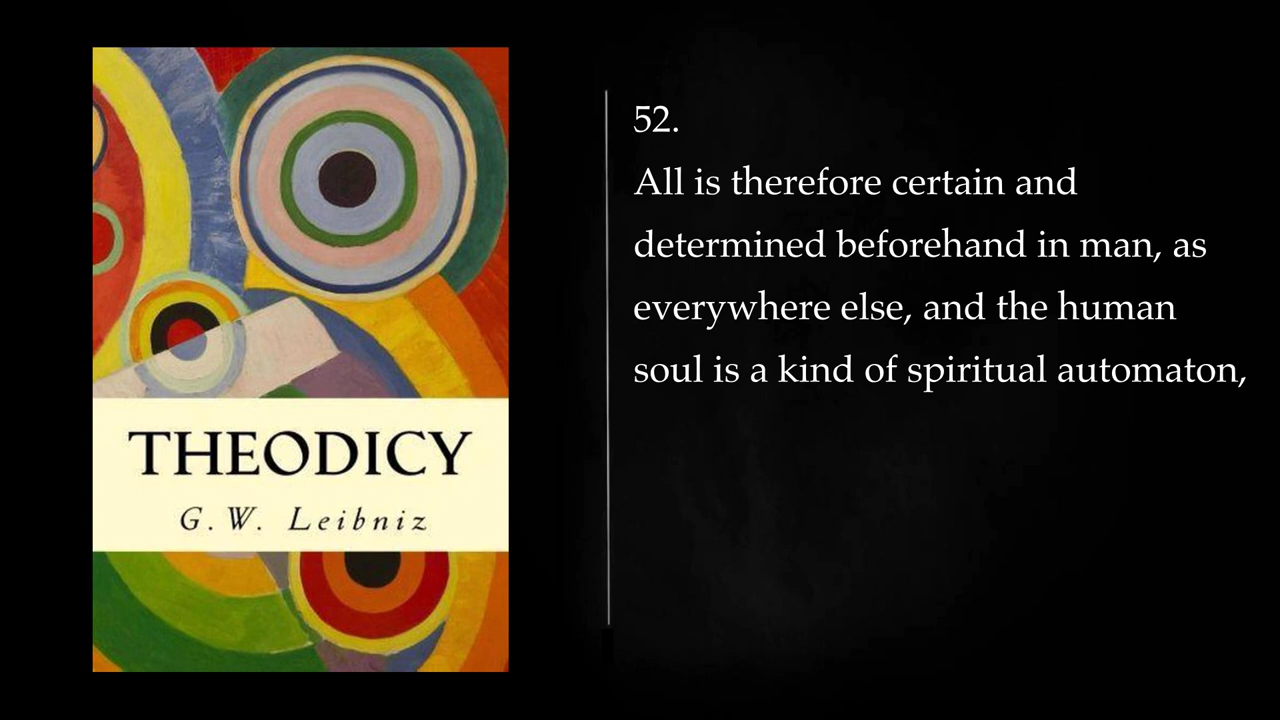 THEODICY
G. W. Leibniz
52.
All is therefore certain and
determined beforehand in man, as
everywhere else, and the human
soul is a kind of spiritual automaton,